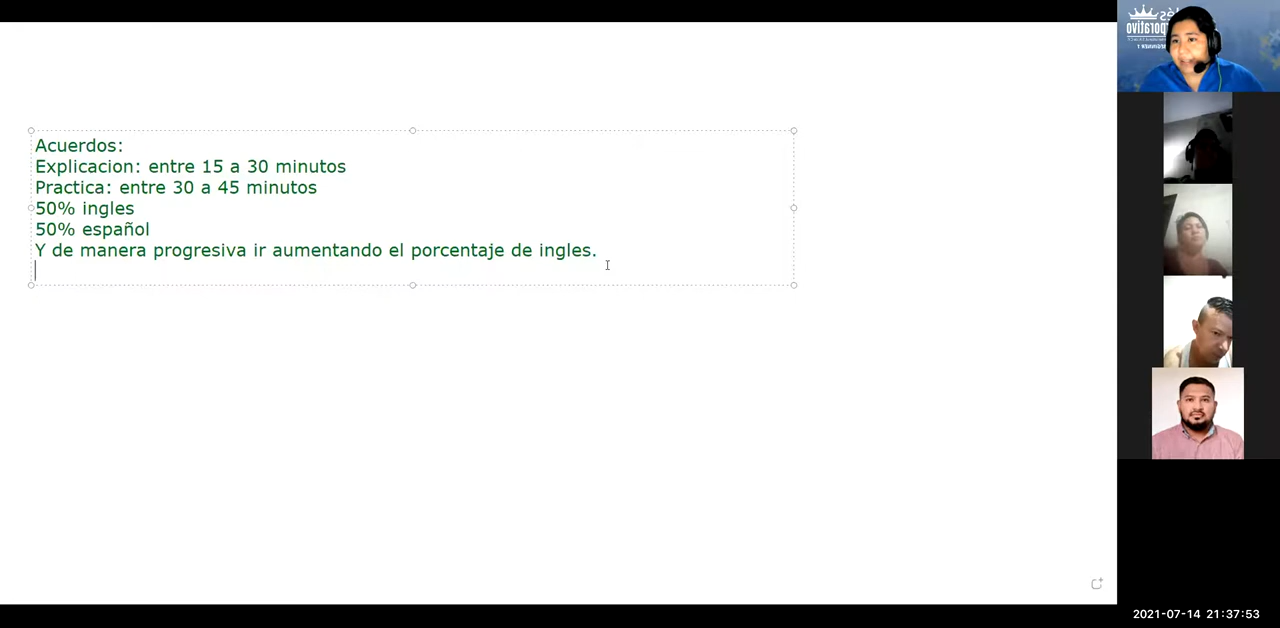 Acuerdos:
Explicacion: entre 15 a 30 minutos
Practica: entre 30 a 45 minutos
50% ingles
50% español
Y de manera progresiva ir aumentando el porcentaje de ingles.
2021-07-14 21:37:53